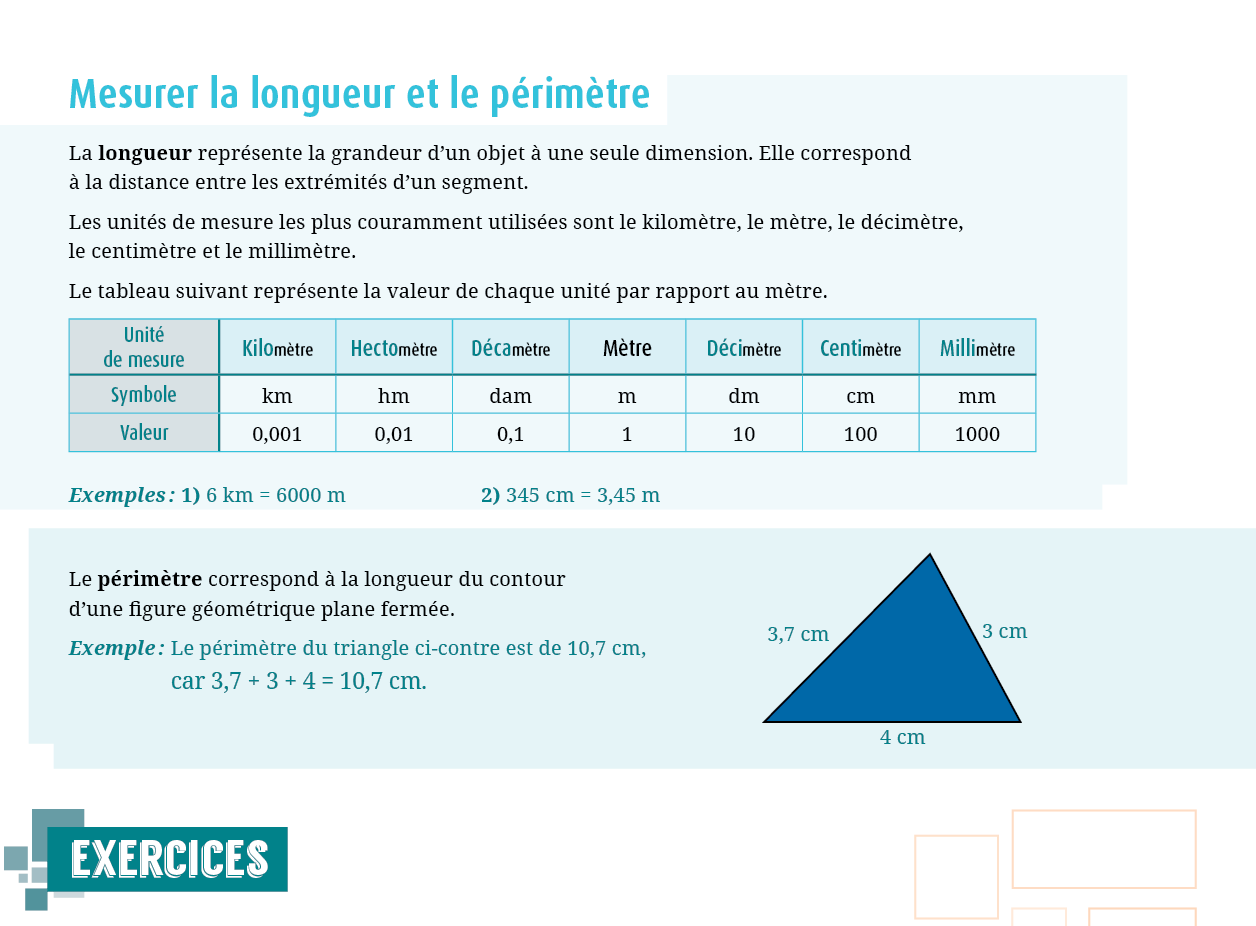 Mesurer la longueur et le périmètre
La longueur représente la grandeur d’un objet à une seule dimension. Elle correspond
à la distance entre les extrémités d’un segment.
Les unités de mesure les plus couramment utilisées sont le kilomètre, le mètre, le décimètre,
le centimètre et le millimètre.
Le tableau suivant représente la valeur de chaque unité par rapport au mètre.
Unité
de mesure
Kilomètre Hectomètre Décamètre Mètre Décimètre Centimètre Millimètre
Symbole km hm dam m dm cm mm
Valeur 0,001 0,01 0,1 1 10 100 1000
Exemples : 1) 6 km = 6000 m 2) 345 cm = 3,45 m
Le périmètre correspond à la longueur du contour
d’une figure géométrique plane fermée.
Exemple : Le périmètre du triangle ci-contre est de 10,7 cm,
car 3,7 + 3 + 4 = 10,7 cm.
3,7 cm
3 cm
4 cm
EXERCICES